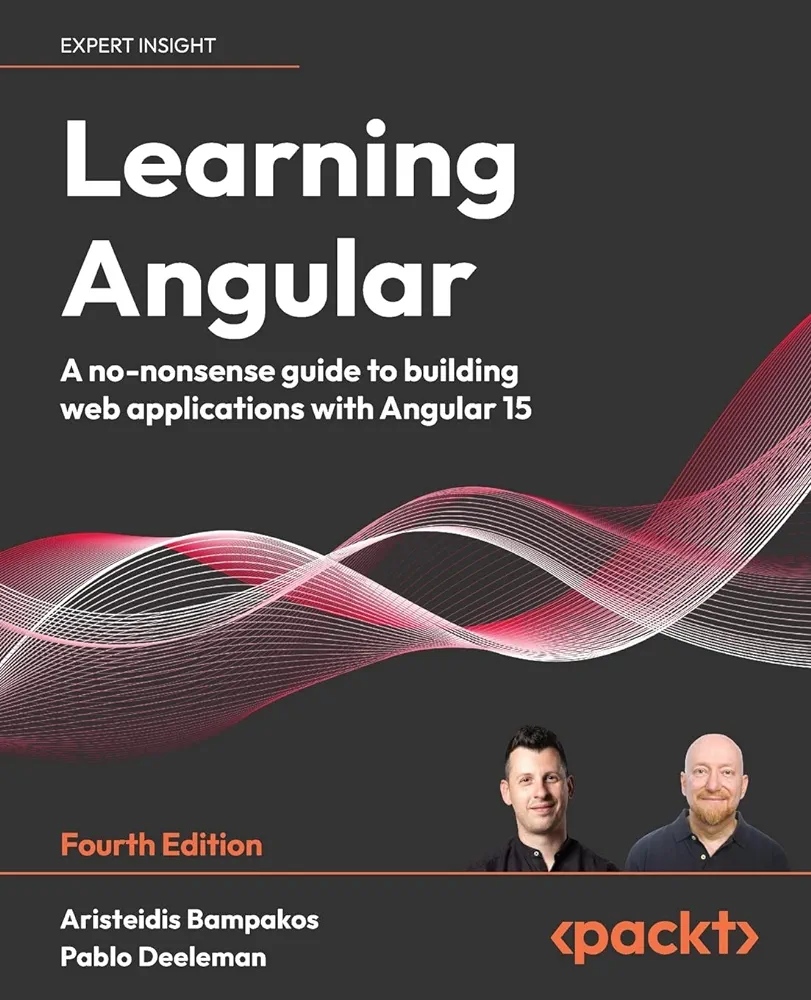 EXPERT INSIGHT
Learning
Angular
A no-nonsense guide to building
web applications with Angular 15
Fourth Edition
Aristeidis Bampakos
Pablo Deeleman
<packt>